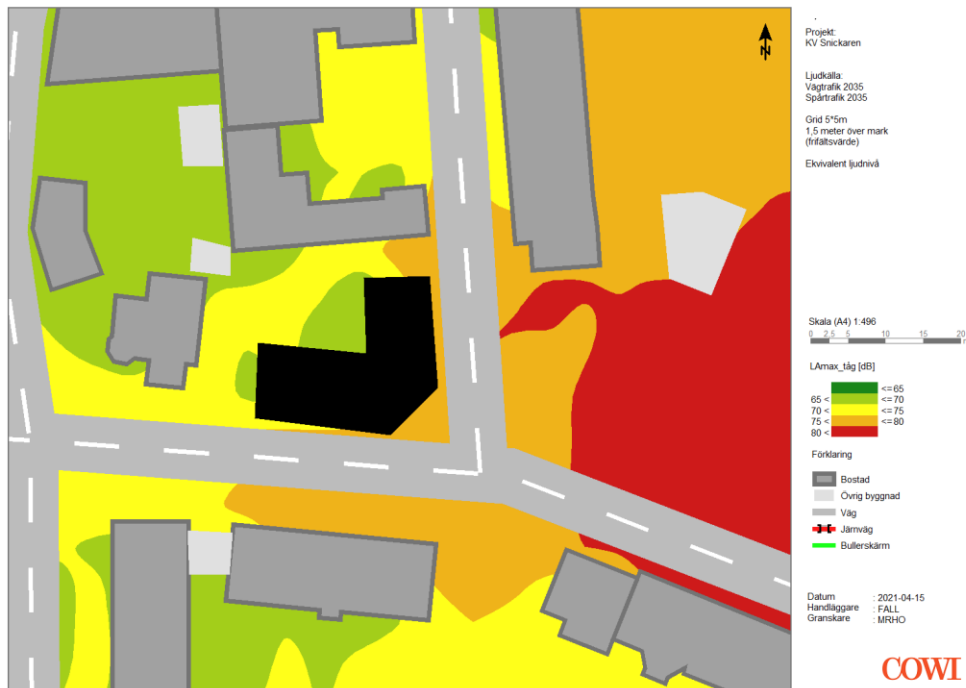 N
.
Projekt:
KV Snickaren
Ljudkälla:
Vägtrafik 2035
Spårtrafik 2035
Grid 5*5m
1,5 meter över mark
(frifältsvärde)
Ekvivalent ljudnivå
Skala (A4) 1:496
0 2,5 5 10 15 20
LAmax_tåg [dB]
<=65
65 < <=70
70 < <=75
75 < <=80
80 <
Förklaring
Bostad
Övrig byggnad
Väg
Järnväg
Bullerskärm
Datum : 2021-04-15
Handläggare : FALL
Granskare : MRHO
COWI